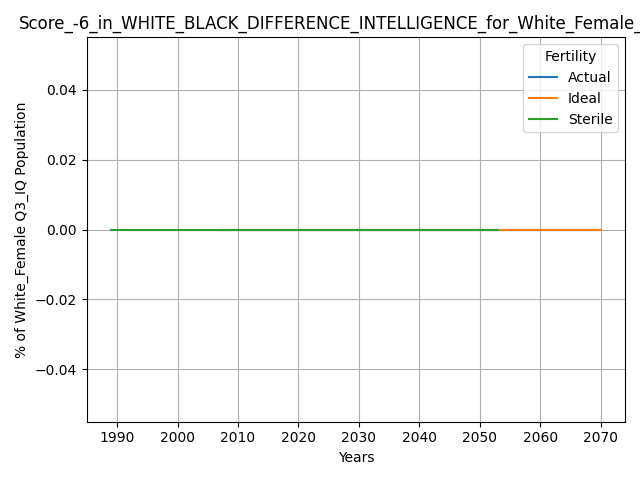 Score_-6_in_WHITE_BLACK_DIFFERENCE_INTELLIGENCE_for_White_Female_
Fertility
Actual
Ideal
Sterile
% of White_Female Q3_IQ Population
0.04
0.02
0.00
−0.02
−0.04
1990 2000 2010 2020 2030 2040 2050 2060 2070
Years